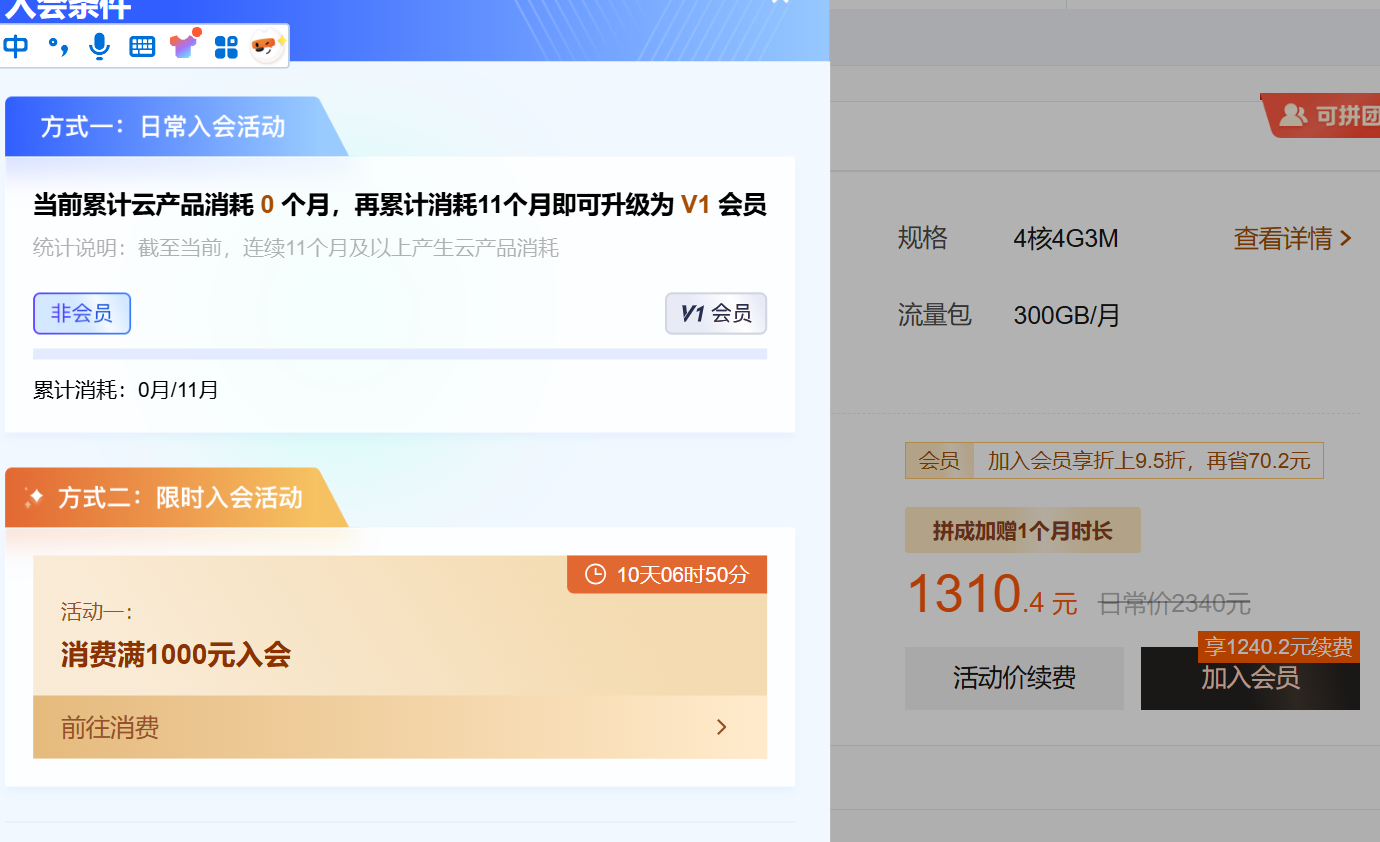 入会条件
中
方式一：日常入会活动
当前累计云产品消耗 0 个月，再累计消耗11个月即可升级为 V1 会员
统计说明：截至当前，连续11个月及以上产生云产品消耗
非会员
V1 会员
累计消耗：0月/11月
方式二：限时入会活动
10天06时50分
活动一：
消费满1000元入会
前往消费
可拼团
规格 4核4G3M 查看详情
流量包 300GB/月
会员 加入会员享折上9.5折，再省70.2元
拼成加赠1个月时长
1310.4 元 日常价2340元
享1240.2元续费
活动价续费 加入会员